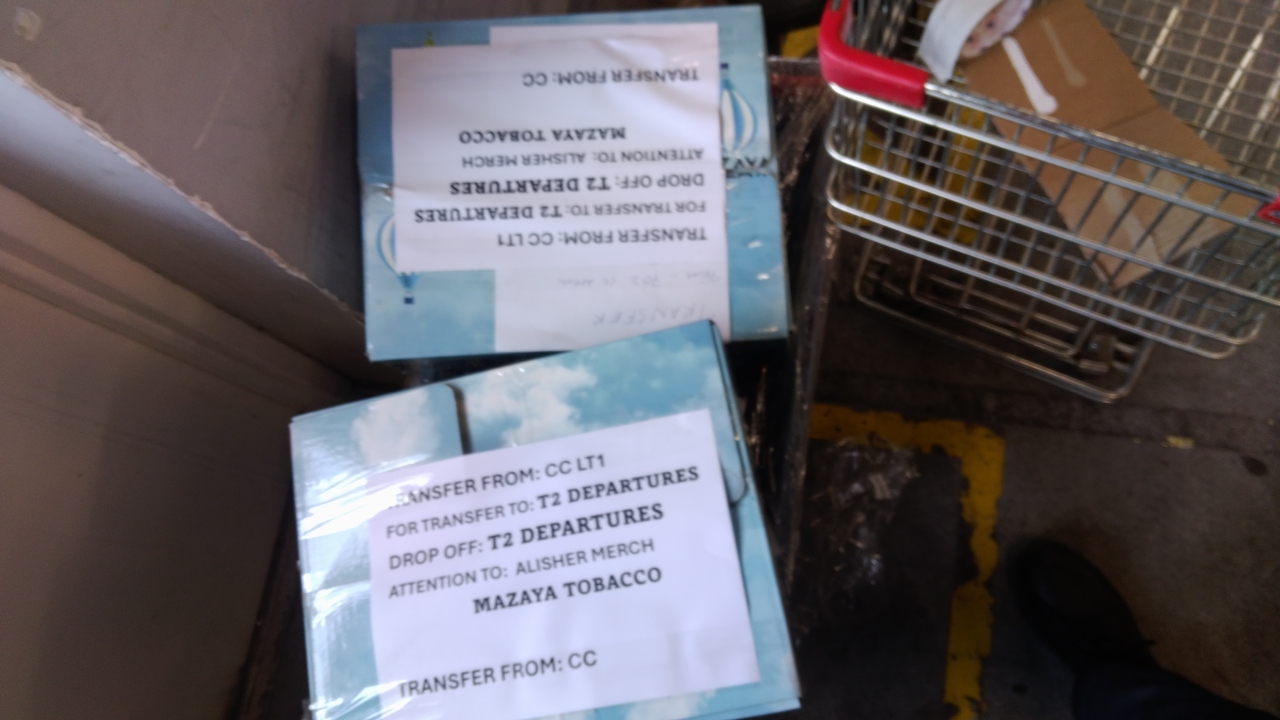 TRANSFER FROM: CC
MAZAYA TOBACCO
ATTENTION TO: ALISHER MERCH
DROP OFF: T2 DEPARTURES
FOR TRANSFER TO: T2 DEPARTURES
TRANSFER FROM: CC LT1
TRANSFER
TRANSFER FROM: CC LT1
FOR TRANSFER TO: T2 DEPARTURES
DROP OFF: T2 DEPARTURES
ATTENTION TO: ALISHER MERCH
MAZAYA TOBACCO
TRANSFER FROM: CC